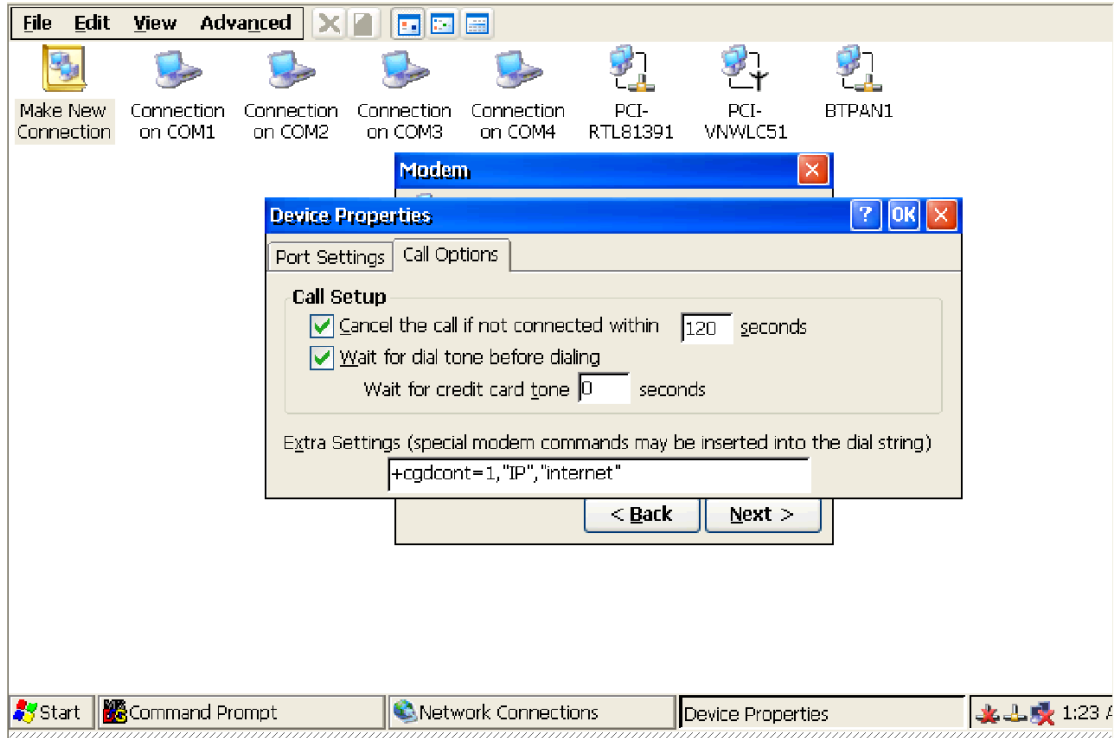 File Edit View Advanced
Make New Connection
Connection on COM1
Connection on COM2
Connection on COM3
Connection on COM4
PCI-RTL81391
PCI-VNWLC51
BTPAN1
Modem
Device Properties ? OK
Port Settings Call Options
Call Setup
Cancel the call if not connected within 120 seconds
Wait for dial tone before dialing
Wait for credit card tone 0 seconds
Extra Settings (special modem commands may be inserted into the dial string)
+cgdcont=1,"IP","internet"
< Back Next >
Start Command Prompt Network Connections Device Properties 1:23